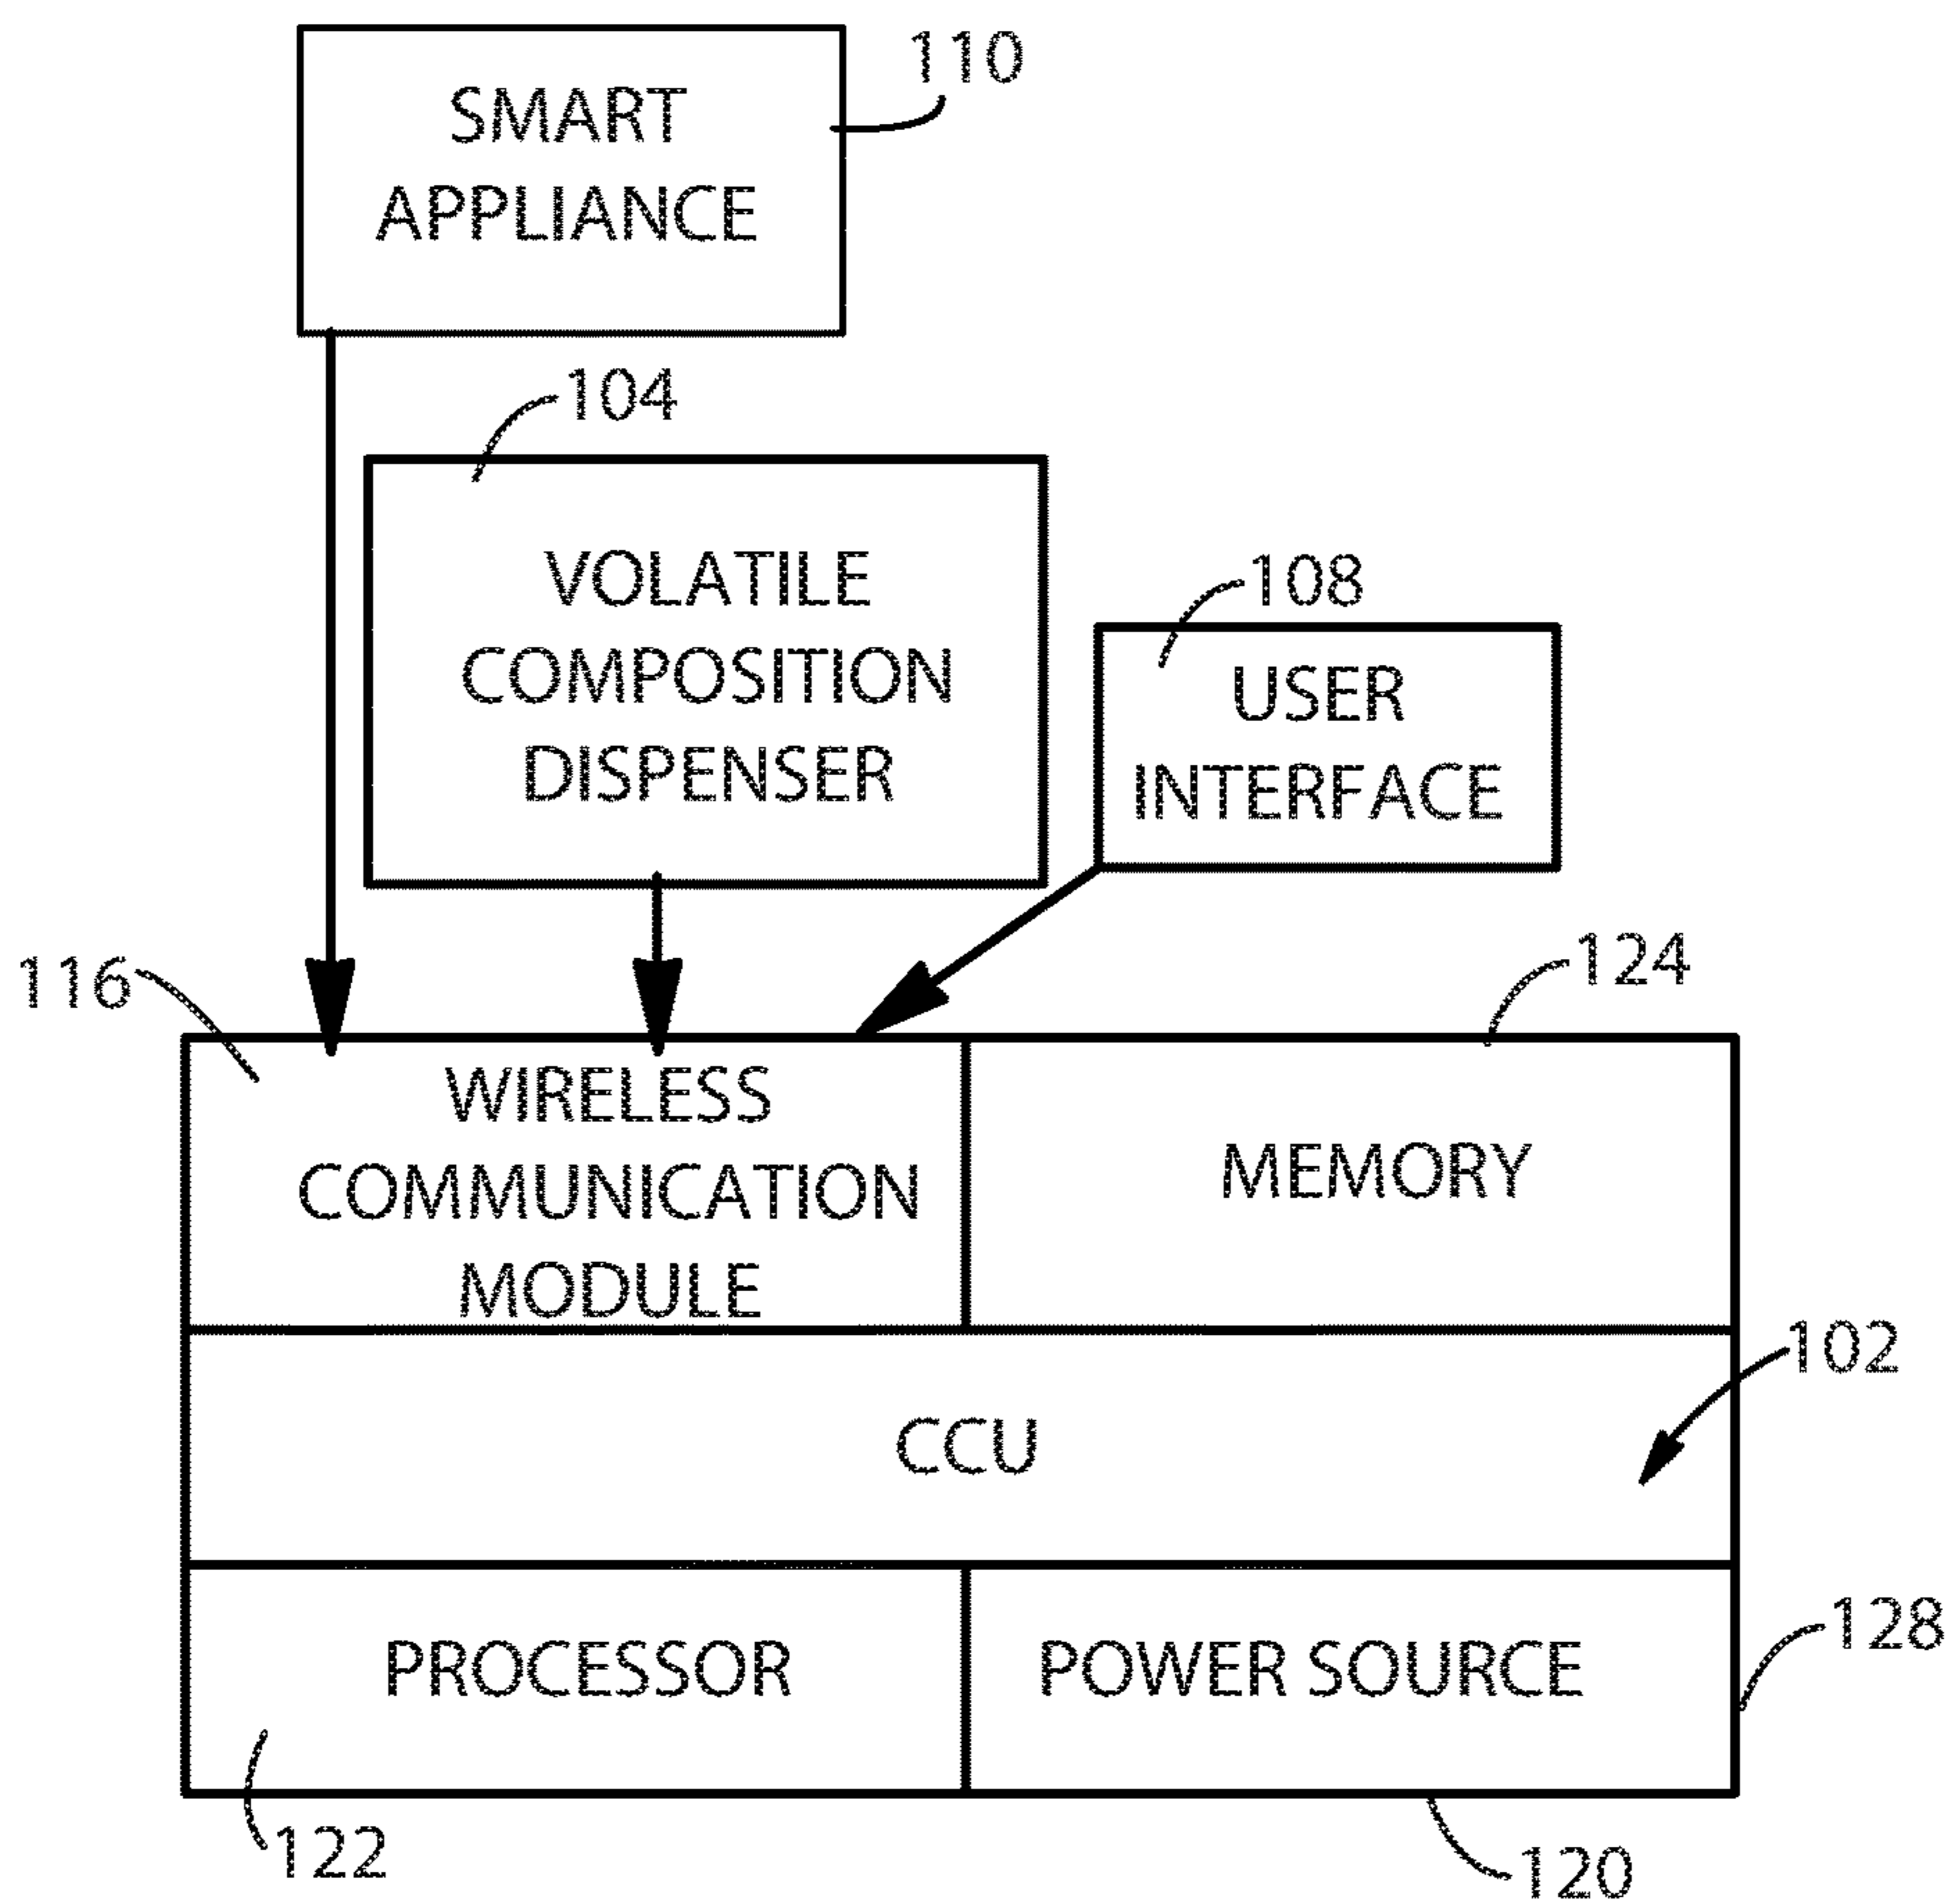 110
SMART
APPLIANCE
104
VOLATILE
COMPOSITION
DISPENSER
108
USER
INTERFACE
116
124
WIRELESS
COMMUNICATION
MODULE
MEMORY
102
CCU
128
PROCESSOR
POWER SOURCE
122
120